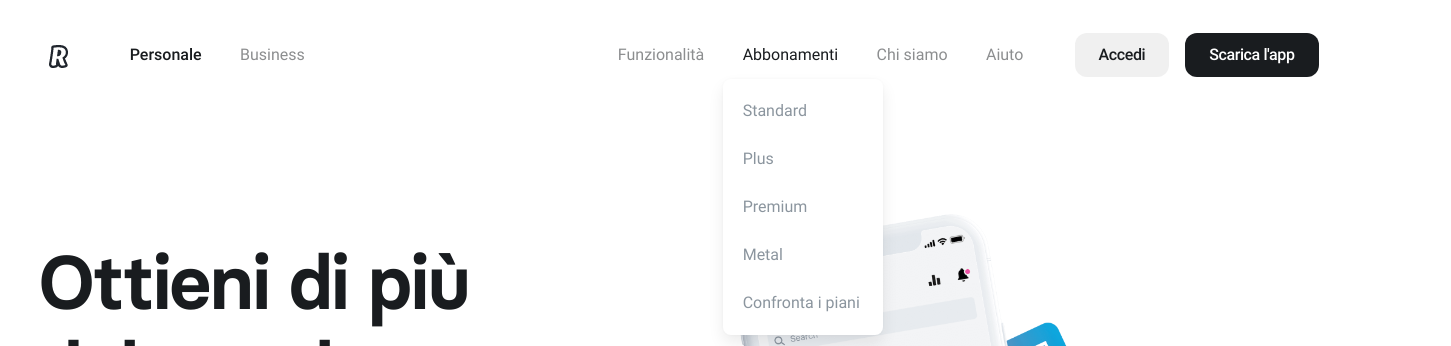 R
Personale
Business
Funzionalità
Abbonamenti
Chi siamo
Aiuto
Accedi
Scarica l'app
Standard
Plus
Premium
Metal
Confronta i piani
Ottieni di più
Search